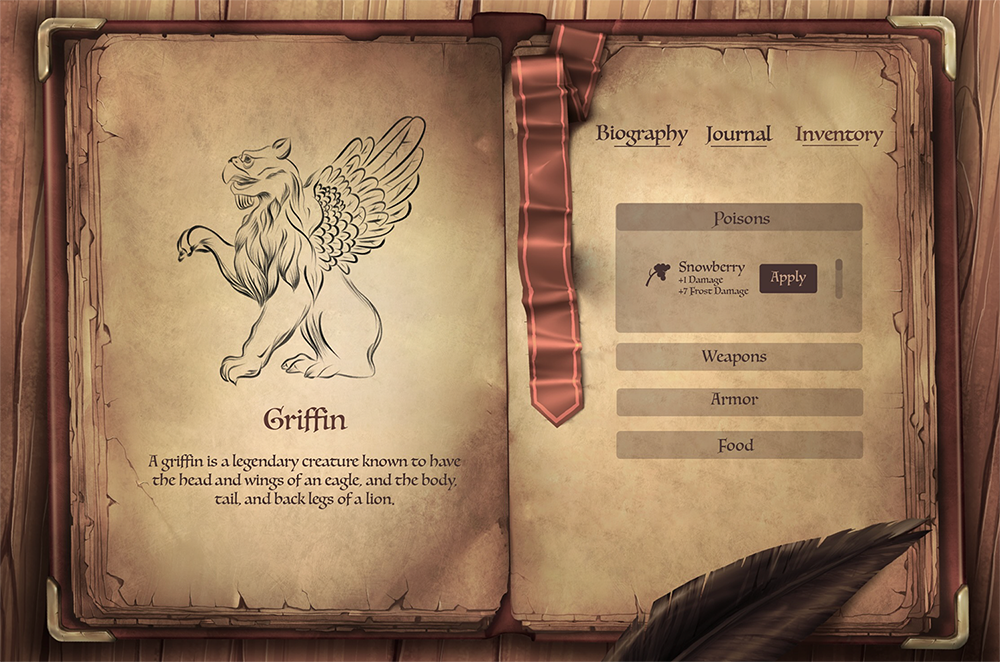 Griffin
A griffin is a legendary creature known to have
the head and wings of an eagle, and the body,
tail, and back legs of a lion.
Biography Journal Inventory
Poisons
Snowberry
+1 Damage
+7 Frost Damage
Apply
Weapons
Armor
Food